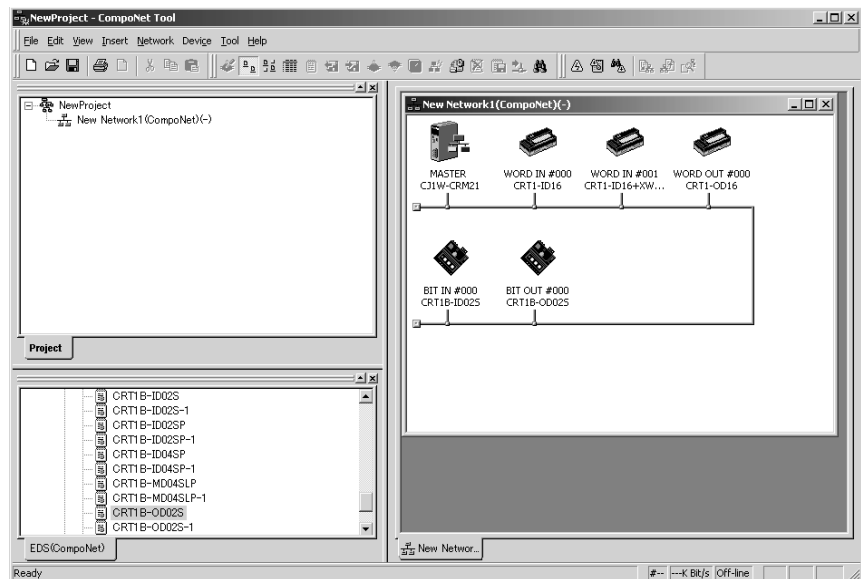 NewProject - CompoNet Tool
File Edit View Insert Network Device Tool Help
NewProject
New Network1(CompoNet)(-)
Project
CRT1B-ID02S
CRT1B-ID02S-1
CRT1B-ID02SP
CRT1B-ID02SP-1
CRT1B-ID04SP
CRT1B-ID04SP-1
CRT1B-MD04SLP
CRT1B-MD04SLP-1
CRT1B-OD02S
CRT1B-OD02S-1
EDS(CompoNet)
New Network1(CompoNet)(-)
MASTER WORD IN #000 WORD IN #001 WORD OUT #000
CJ1W-CRM21 CRT1-ID16 CRT1-ID16+XW... CRT1-OD16
BIT IN #000 BIT OUT #000
CRT1B-ID02S CRT1B-OD02S
New Networ...
Ready #-- ---K Bit/s Off-line